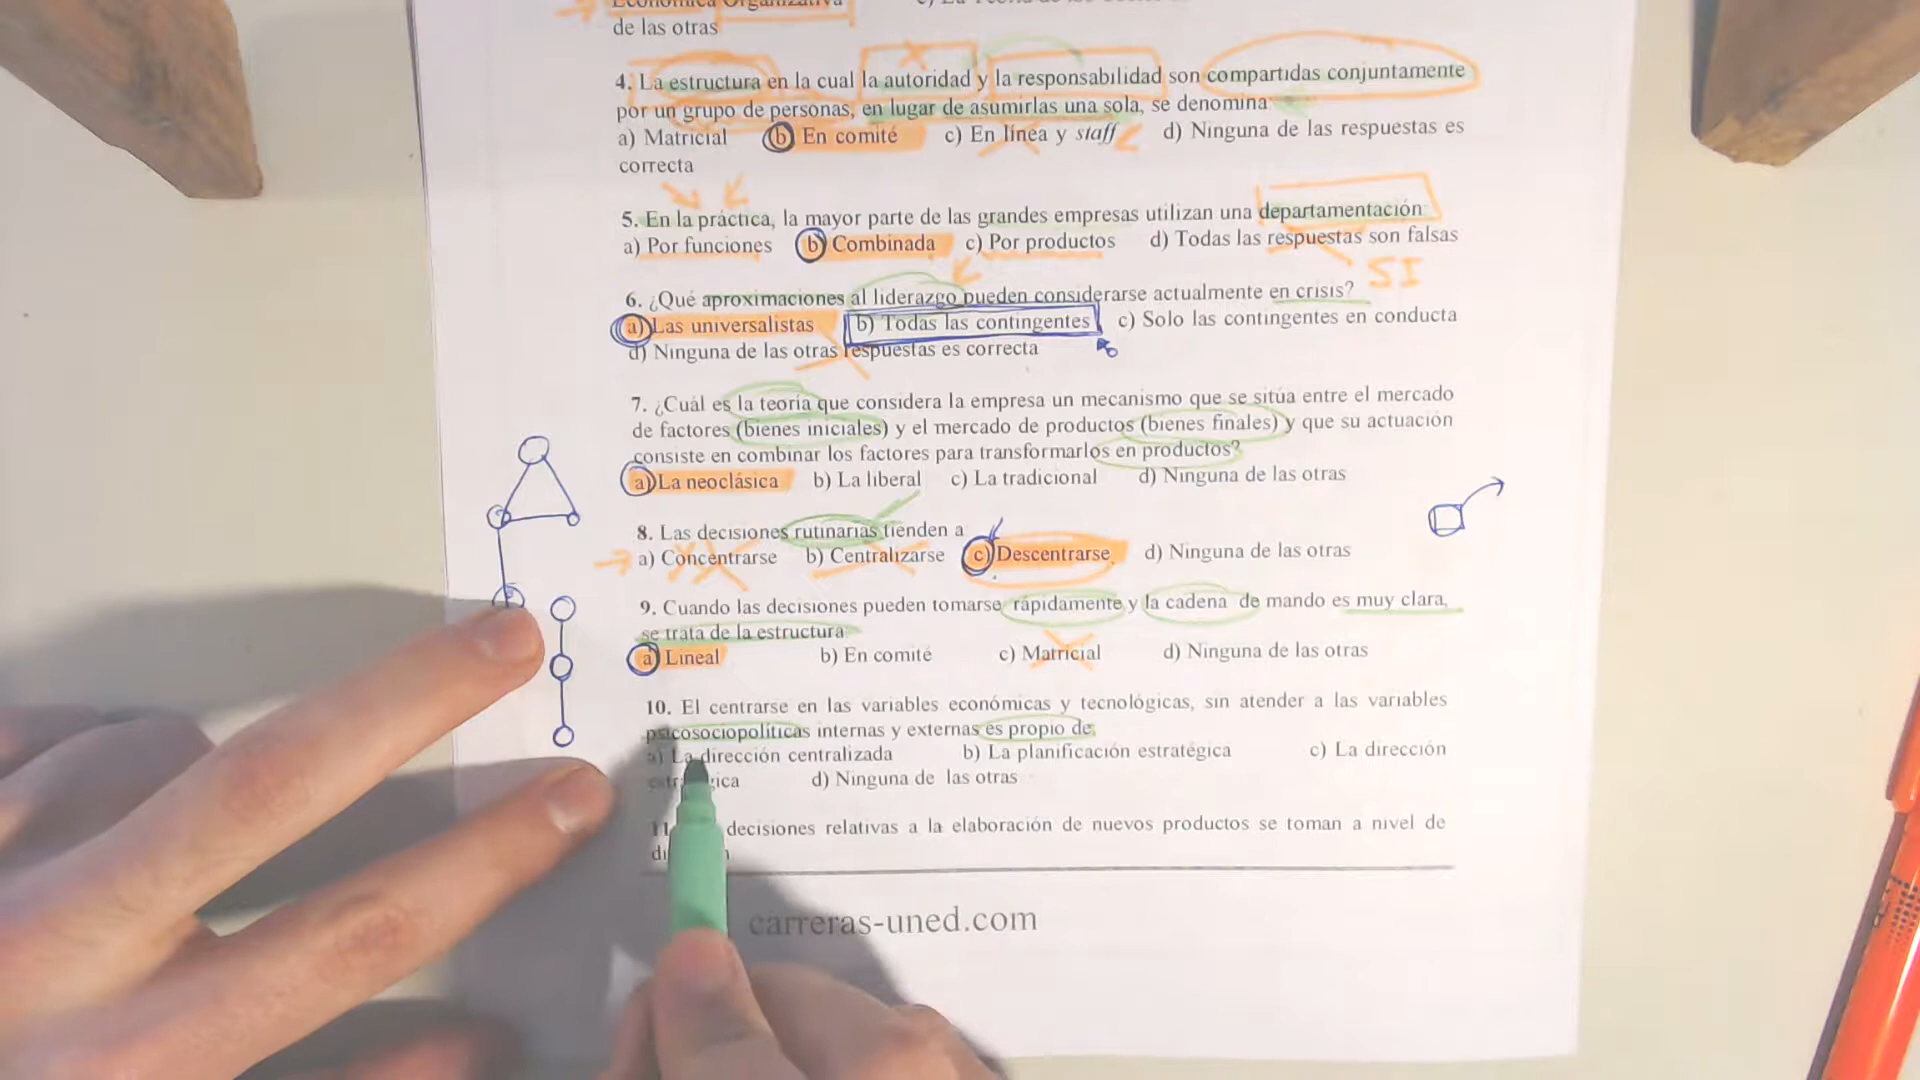 Económica Organizativa
de las otras
4. La estructura en la cual la autoridad y la responsabilidad son compartidas conjuntamente
por un grupo de personas, en lugar de asumirlas una sola, se denomina:
a) Matricial b) En comité c) En línea y staff d) Ninguna de las respuestas es
correcta
5. En la práctica, la mayor parte de las grandes empresas utilizan una departamentación:
a) Por funciones b) Combinada c) Por productos d) Todas las respuestas son falsas
SI
6. ¿Qué aproximaciones al liderazgo pueden considerarse actualmente en crisis?
a) Las universalistas b) Todas las contingentes c) Solo las contingentes en conducta
d) Ninguna de las otras respuestas es correcta
7. ¿Cuál es la teoría que considera la empresa un mecanismo que se sitúa entre el mercado
de factores (bienes iniciales) y el mercado de productos (bienes finales) y que su actuación
consiste en combinar los factores para transformarlos en productos?
a) La neoclásica b) La liberal c) La tradicional d) Ninguna de las otras
8. Las decisiones rutinarias tienden a
a) Concentrarse b) Centralizarse c) Descentrarse d) Ninguna de las otras
9. Cuando las decisiones pueden tomarse rápidamente y la cadena de mando es muy clara,
se trata de la estructura
a) Lineal b) En comité c) Matricial d) Ninguna de las otras
10. El centrarse en las variables económicas y tecnológicas, sin atender a las variables
psicosociopolíticas internas y externas es propio de:
a) La dirección centralizada b) La planificación estratégica c) La dirección
d) Ninguna de las otras
11 decisiones relativas a la elaboración de nuevos productos se toman a nivel de
carreras-uned.com